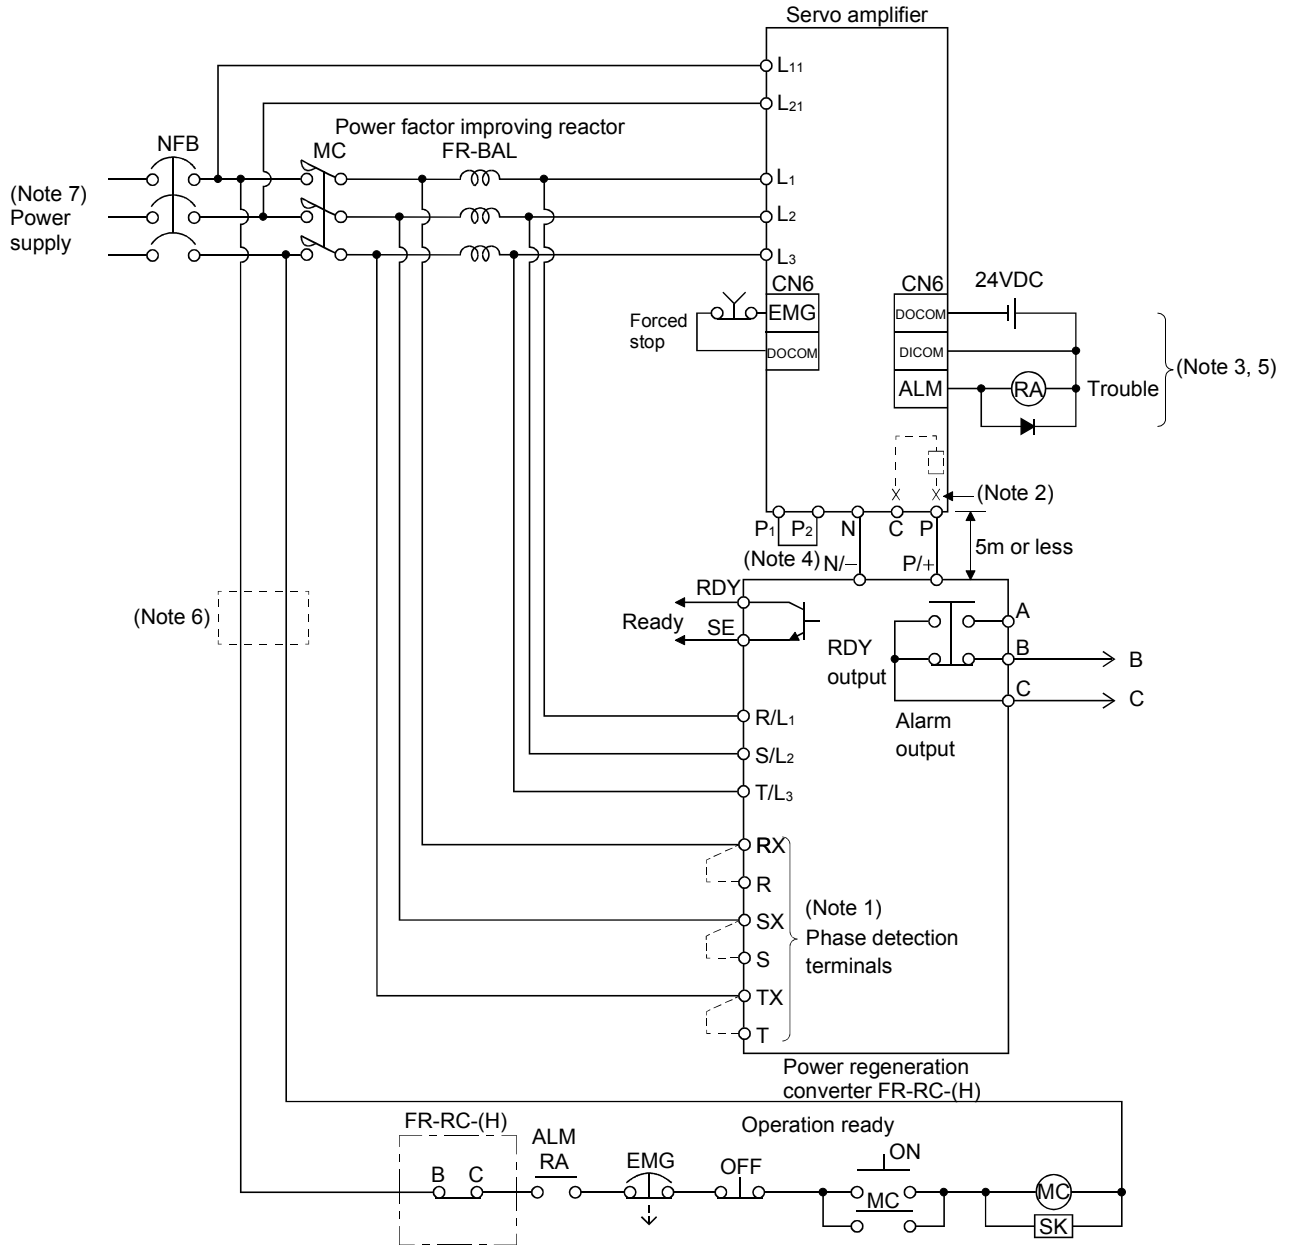 Servo amplifier
L11
L21
Power factor improving reactor
NFB
MC
FR-BAL
(Note 7)
Power
supply
L1
L2
L3
CN6
EMG
DOCOM
Forced
stop
CN6
DOCOM
DICOM
ALM
24VDC
RA
Trouble
(Note 3, 5)
(Note 2)
P1
P2
N
C
P
5m or less
(Note 4)
N/−
P/+
(Note 6)
RDY
Ready
SE
RDY
output
A
B
B
C
C
Alarm
output
R/L1
S/L2
T/L3
RX
R
SX
S
TX
T
(Note 1)
Phase detection
terminals
Power regeneration
converter FR-RC-(H)
FR-RC-(H)
Operation ready
ALM
RA
EMG
OFF
ON
B
C
MC
MC
SK